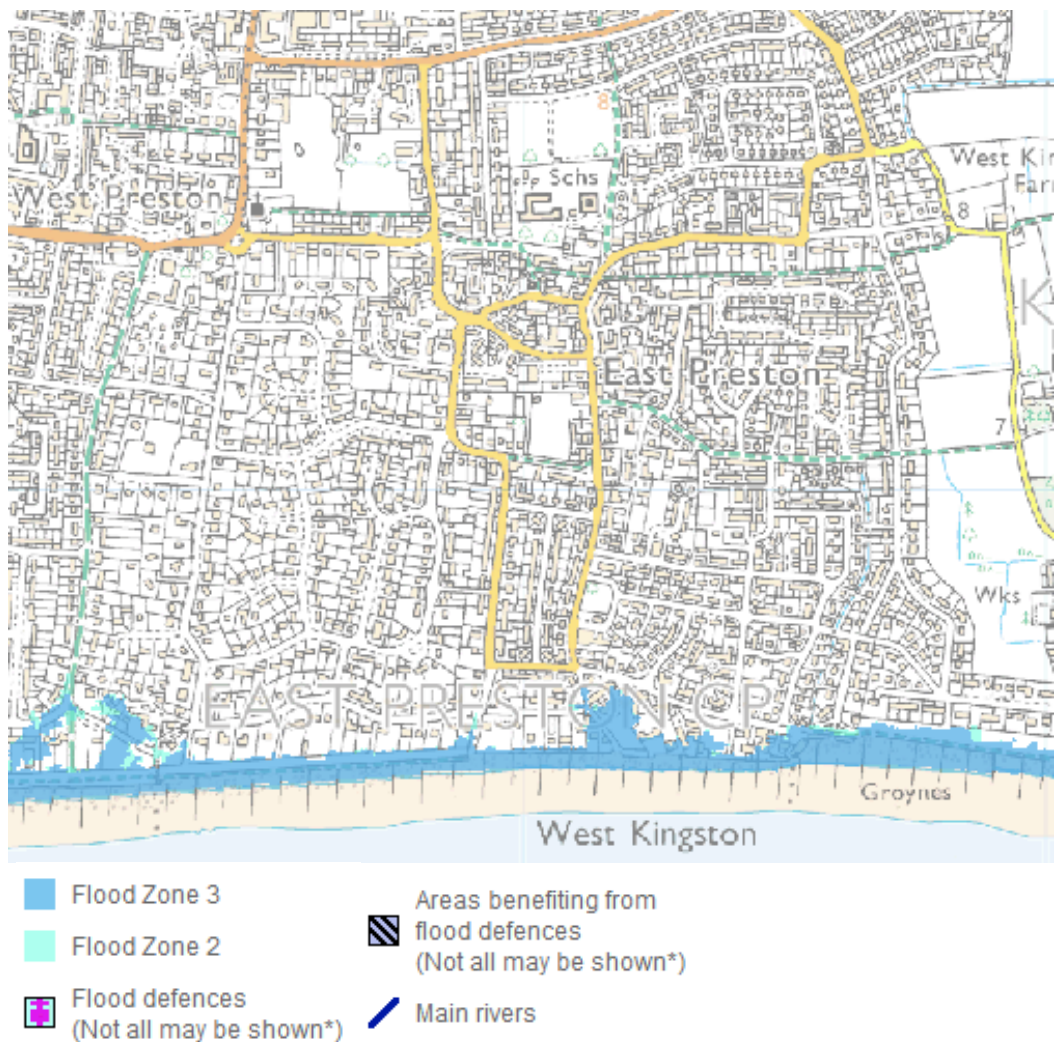 8
West Kin
Farm
Schs
West Preston
8
K
East Preston
7
Wks
EAST PRESTON CP
Groynes
West Kingston
Flood Zone 3
Flood Zone 2
Flood defences
(Not all may be shown*)
Areas benefiting from
flood defences
(Not all may be shown*)
Main rivers